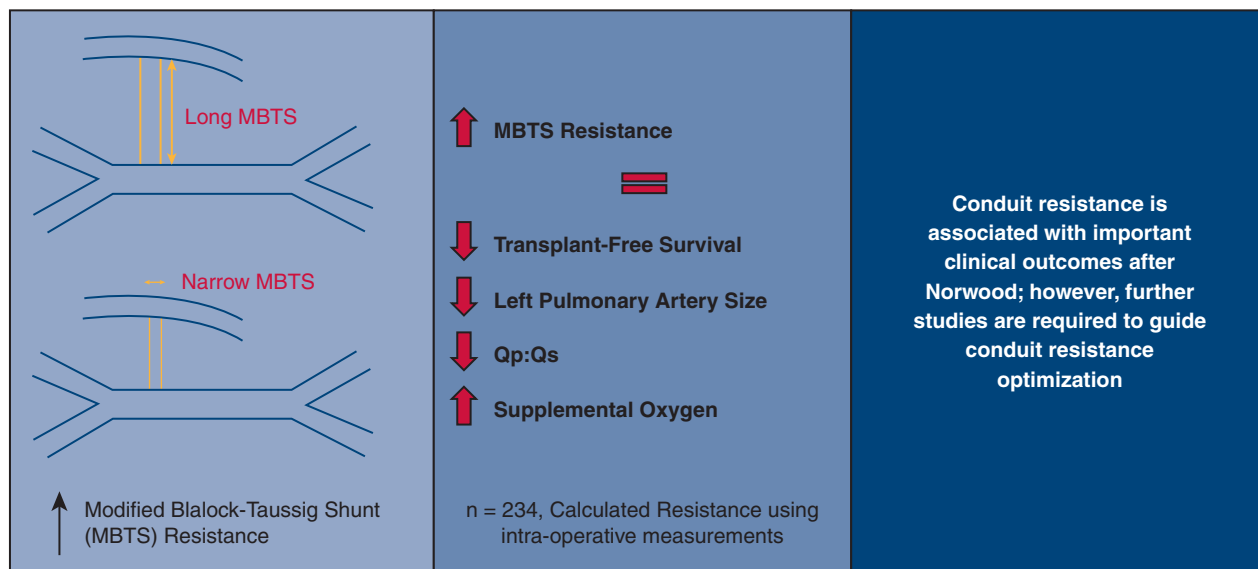 Long MBTS
Narrow MBTS
Modified Blalock-Taussig Shunt
(MBTS) Resistance
MBTS Resistance
Transplant-Free Survival
Left Pulmonary Artery Size
Qp:Qs
Supplemental Oxygen
n = 234, Calculated Resistance using
intra-operative measurements
Conduit resistance is
associated with important
clinical outcomes after
Norwood; however, further
studies are required to guide
conduit resistance
optimization